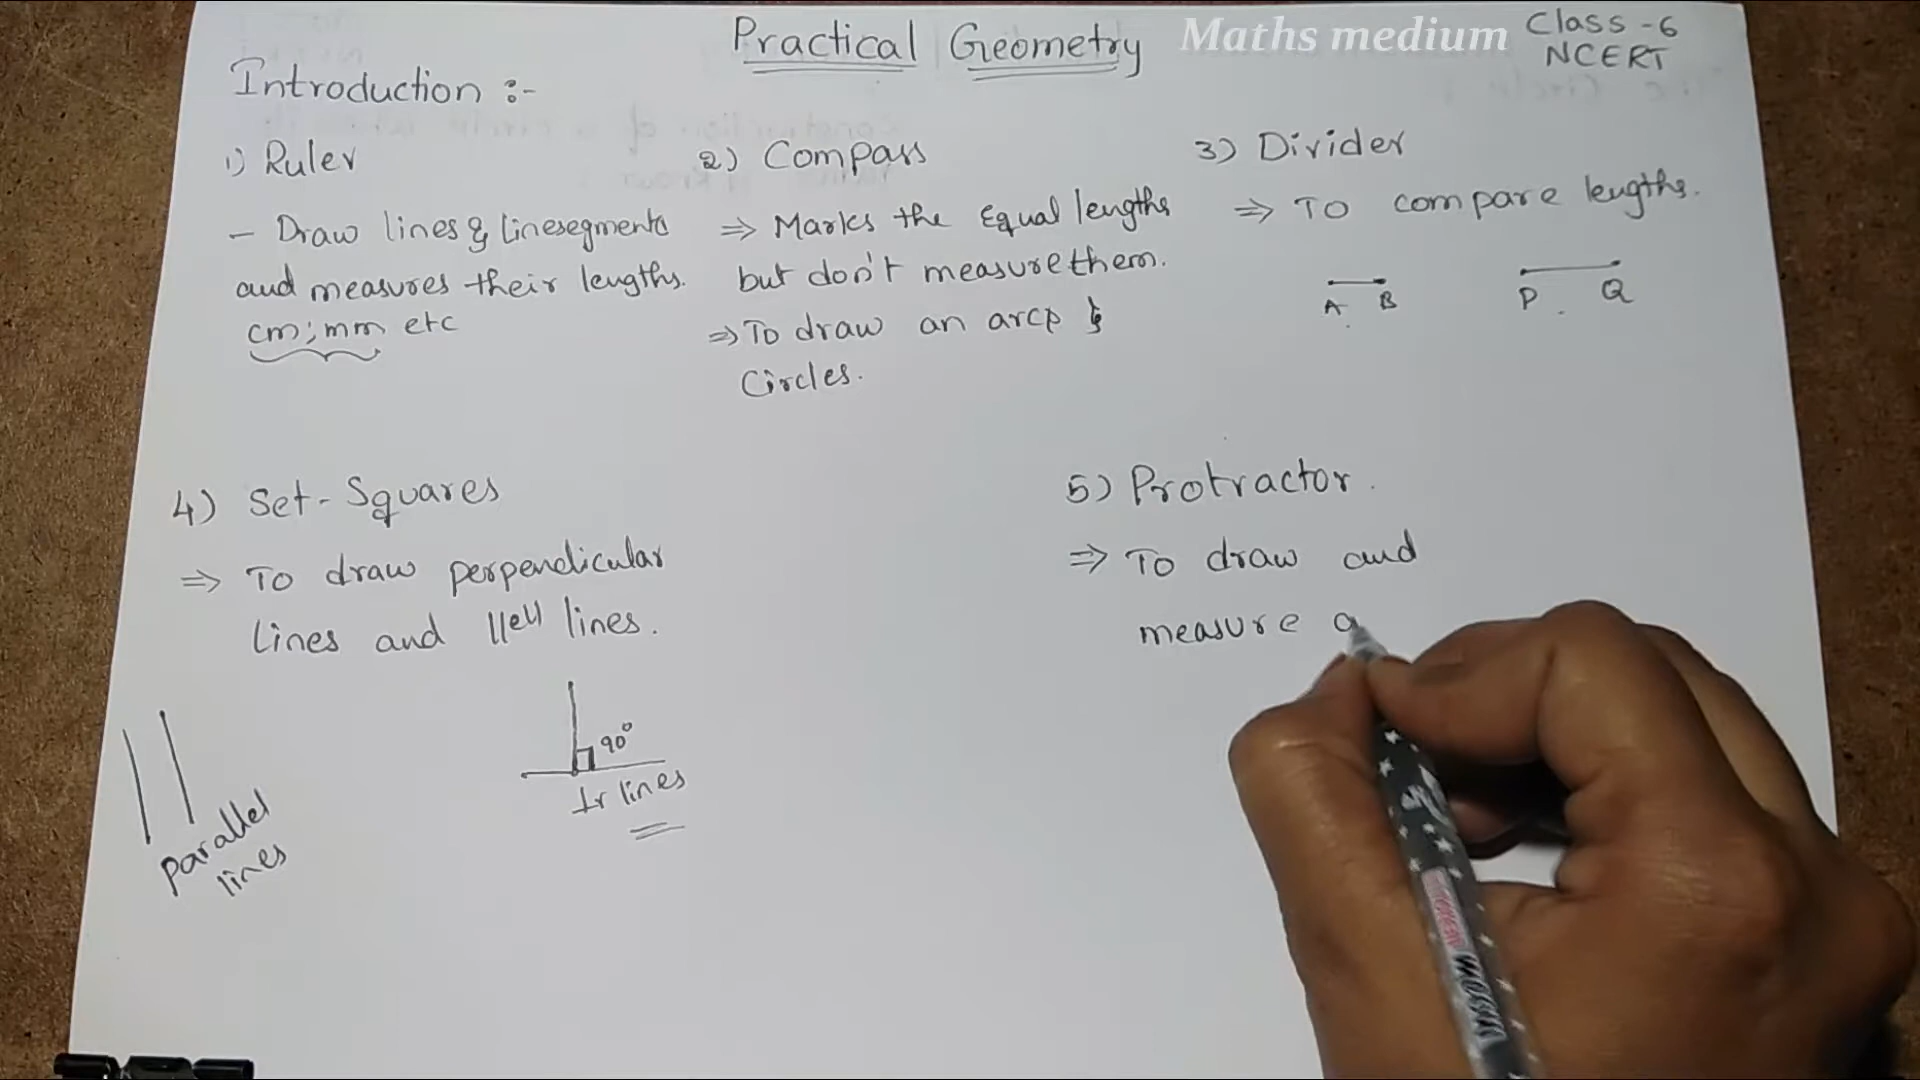 Practical Geometry
Maths medium
Class - 6
NCERT
Introduction :-
1) Ruler
- Draw lines & linesegments
and measures their lengths.
cm; mm etc
2) Compass
⇒ Marks the Equal lengths
but don't measure them.
⇒ To draw an arcs &
Circles.
3) Divider
⇒ To compare lengths.
A B
P Q
4) Set-Squares
⇒ To draw perpendicular
lines and ||el lines.
parallel
lines
90°
⊥r lines
5) Protractor.
⇒ To draw and
measure a